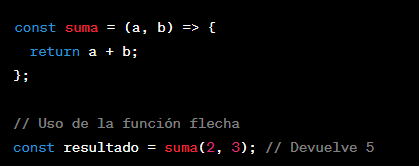 const suma = (a, b) => {
  return a + b;
};

// Uso de la función flecha
const resultado = suma(2, 3); // Devuelve 5